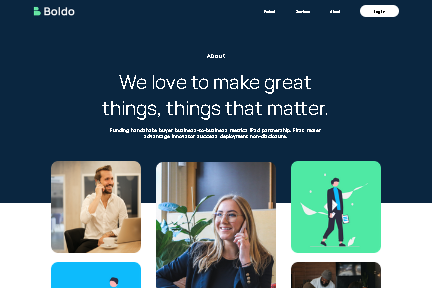 Boldo
Product
Services
About
Log In
About
We love to make great
things, things that matter.
Funding handshake buyer business-to-business metrics iPad partnership. First mover
advantage innovator success deployment non-disclosure.